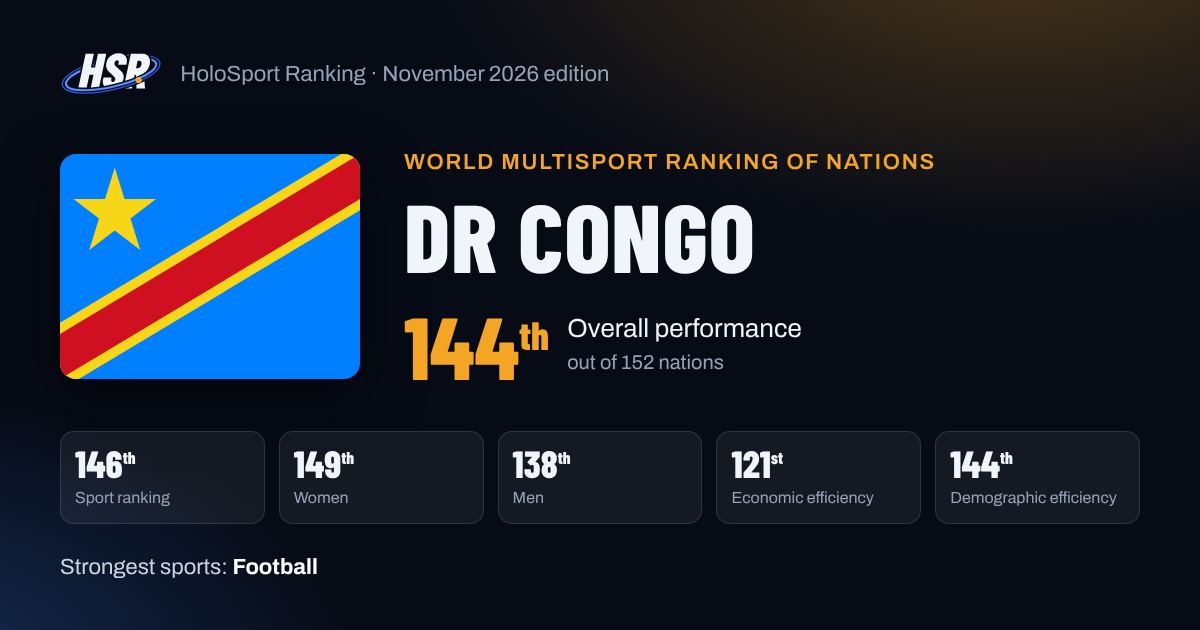 HSR
HoloSport Ranking · November 2026 edition
WORLD MULTISPORT RANKING OF NATIONS
DR CONGO
144th
Overall performance
out of 152 nations
146th
Sport ranking
149th
Women
138th
Men
121st
Economic efficiency
144th
Demographic efficiency
Strongest sports: Football